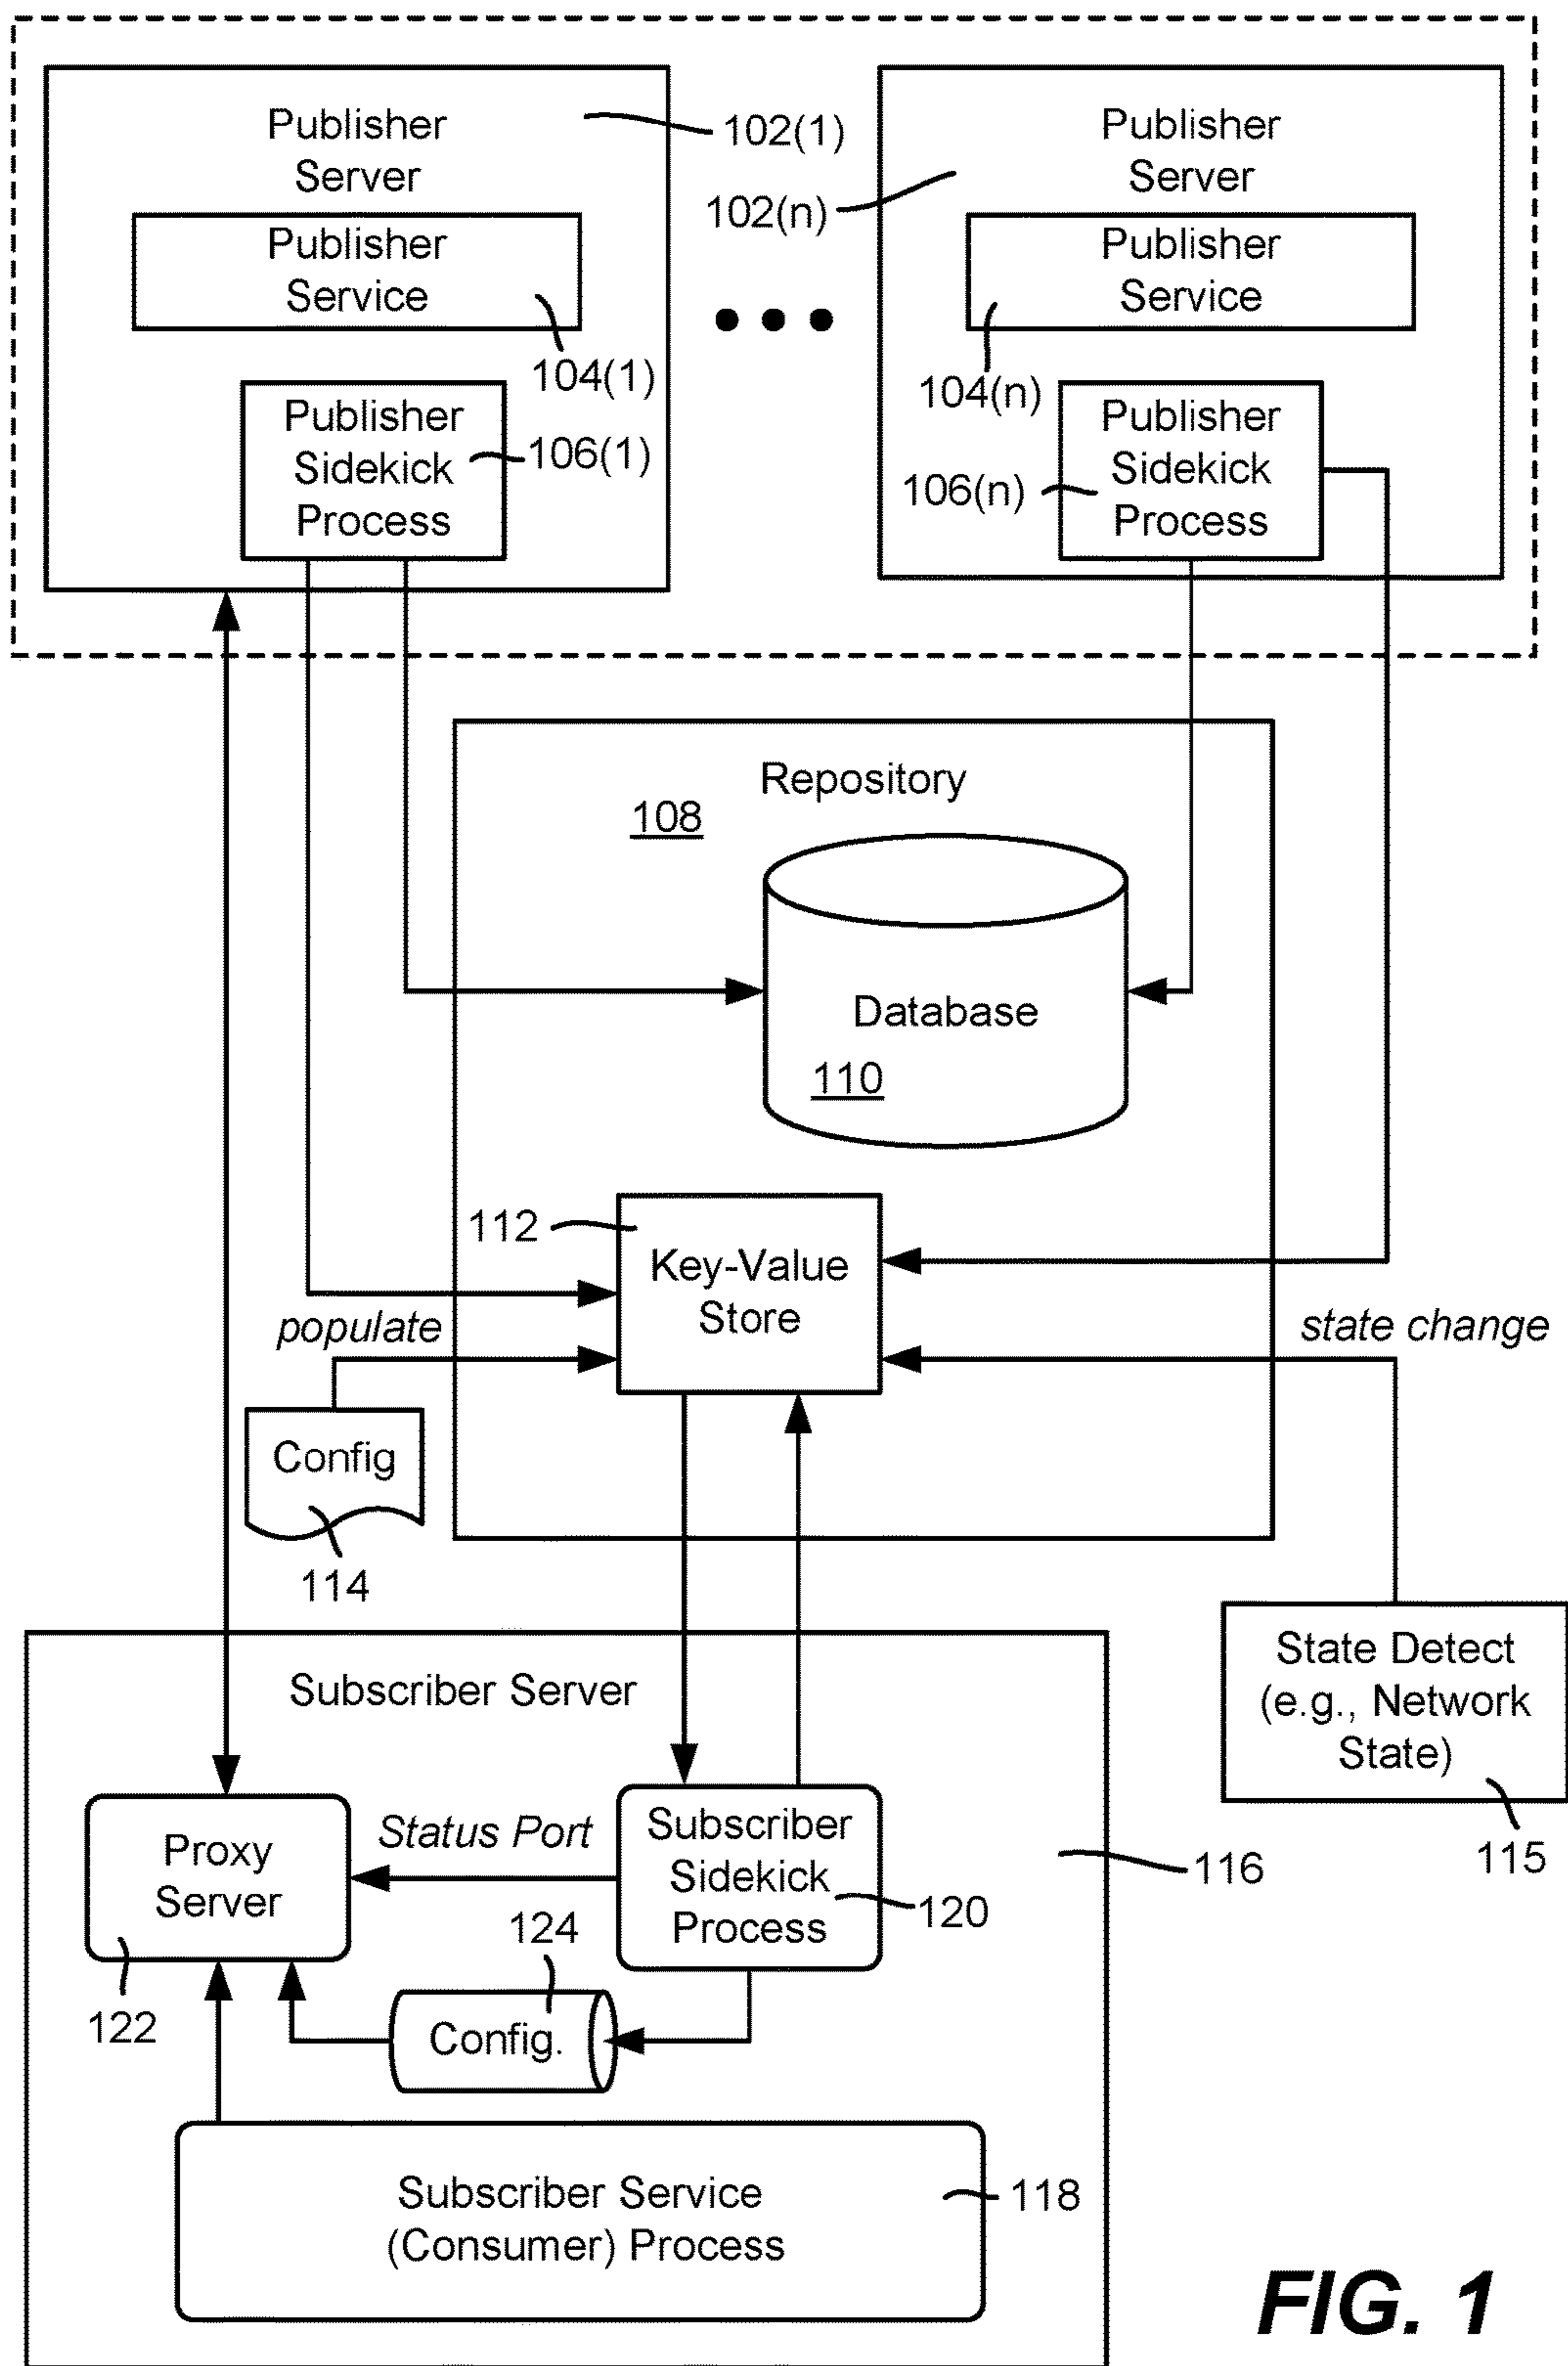 Publisher
Server
102(1)
Publisher
Service
104(1)
Publisher
Sidekick
Process
106(1)
Publisher
Server
102(n)
Publisher
Service
104(n)
Publisher
Sidekick
Process
106(n)
Repository
108
Database
110
112
Key-Value
Store
populate
state change
Config
114
State Detect
(e.g., Network
State)
115
Subscriber Server
116
Proxy
Server
122
Status Port
Subscriber
Sidekick
Process
120
124
Config.
Subscriber Service
(Consumer) Process
118
FIG. 1